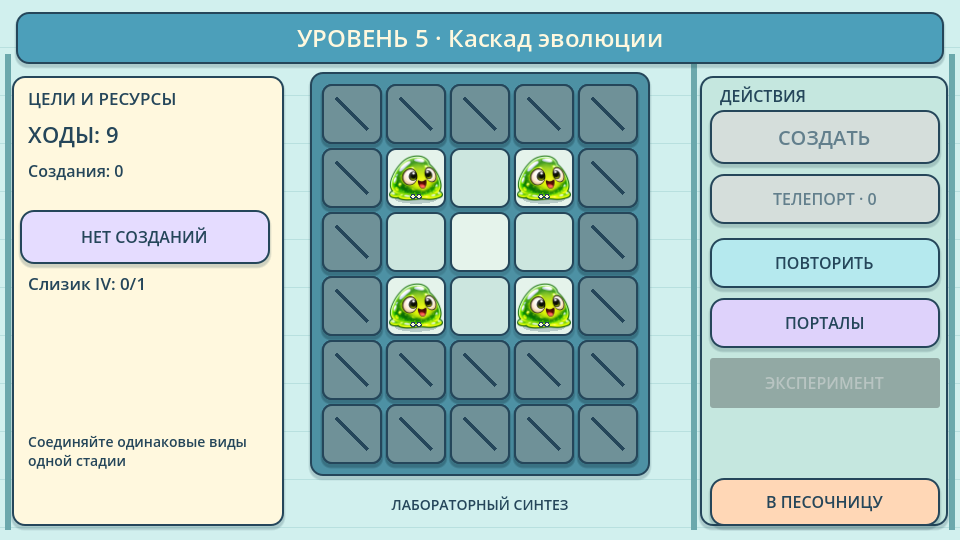 УРОВЕНЬ 5 · Каскад эволюции
ЦЕЛИ И РЕСУРСЫ
ХОДЫ: 9
Создания: 0
НЕТ СОЗДАНИЙ
Слизик IV: 0/1
Соединяйте одинаковые виды
одной стадии
ЛАБОРАТОРНЫЙ СИНТЕЗ
ДЕЙСТВИЯ
СОЗДАТЬ
ТЕЛЕПОРТ · 0
ПОВТОРИТЬ
ПОРТАЛЫ
ЭКСПЕРИМЕНТ
В ПЕСОЧНИЦУ